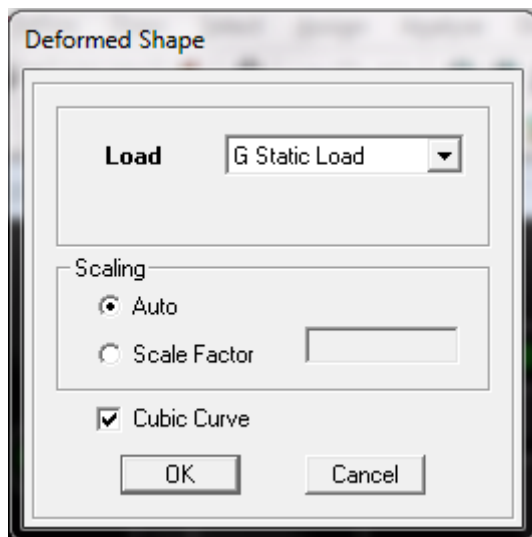 Deformed Shape
Load G Static Load
Scaling
Auto
Scale Factor
Cubic Curve
OK Cancel